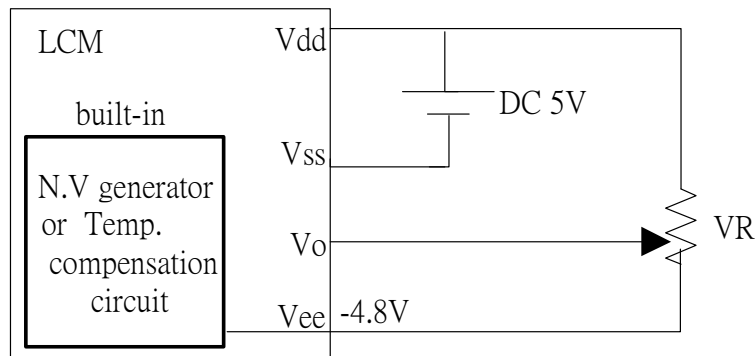 LCM
Vdd
built-in
DC 5V
Vss
N.V generator
or Temp.
compensation
circuit
Vo
VR
Vee
-4.8V